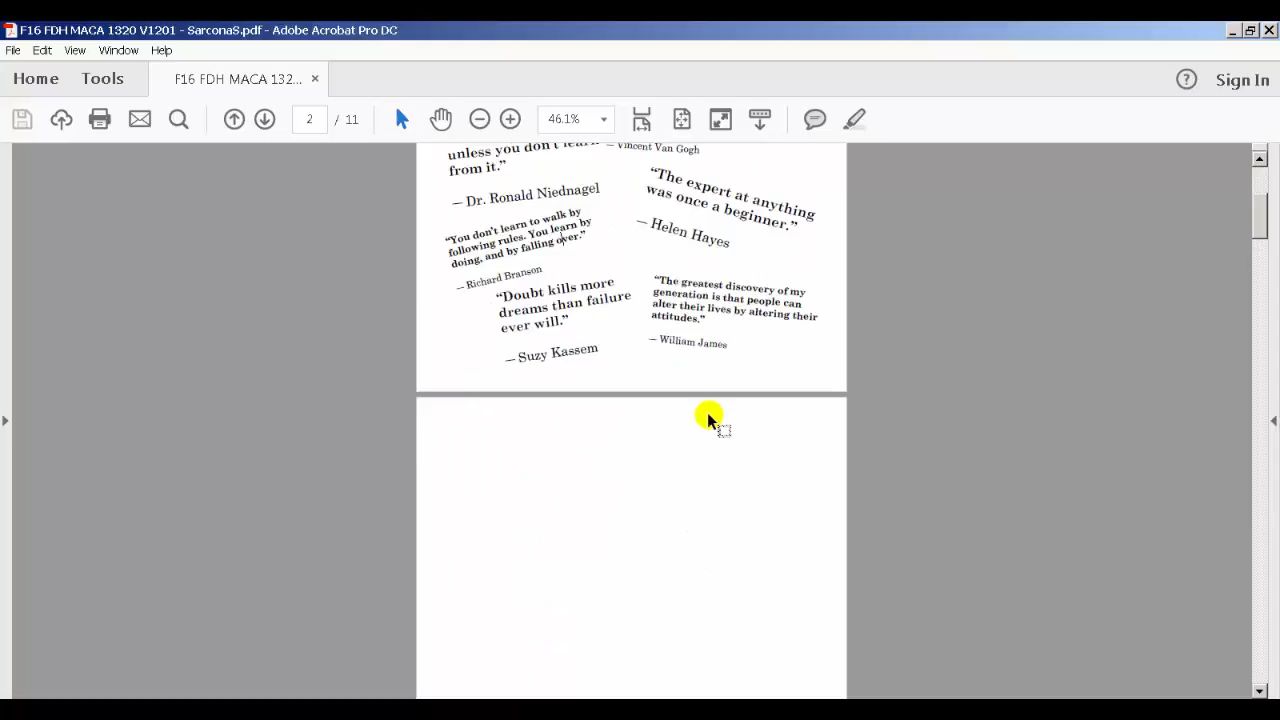 F16 FDH MACA 1320 V1201 - SarconaS.pdf - Adobe Acrobat Pro DC
File Edit View Window Help
Home Tools F16 FDH MACA 132... × Sign In
2 / 11 46.1%
unless you don't learn
from it.”
— Dr. Ronald Niednagel
— Vincent Van Gogh
“The expert at anything
was once a beginner.”
— Helen Hayes
“You don't learn to walk by
following rules. You learn by
doing, and by falling over.”
— Richard Branson
“Doubt kills more
dreams than failure
ever will.”
— Suzy Kassem
“The greatest discovery of my
generation is that people can
alter their lives by altering their
attitudes.”
— William James